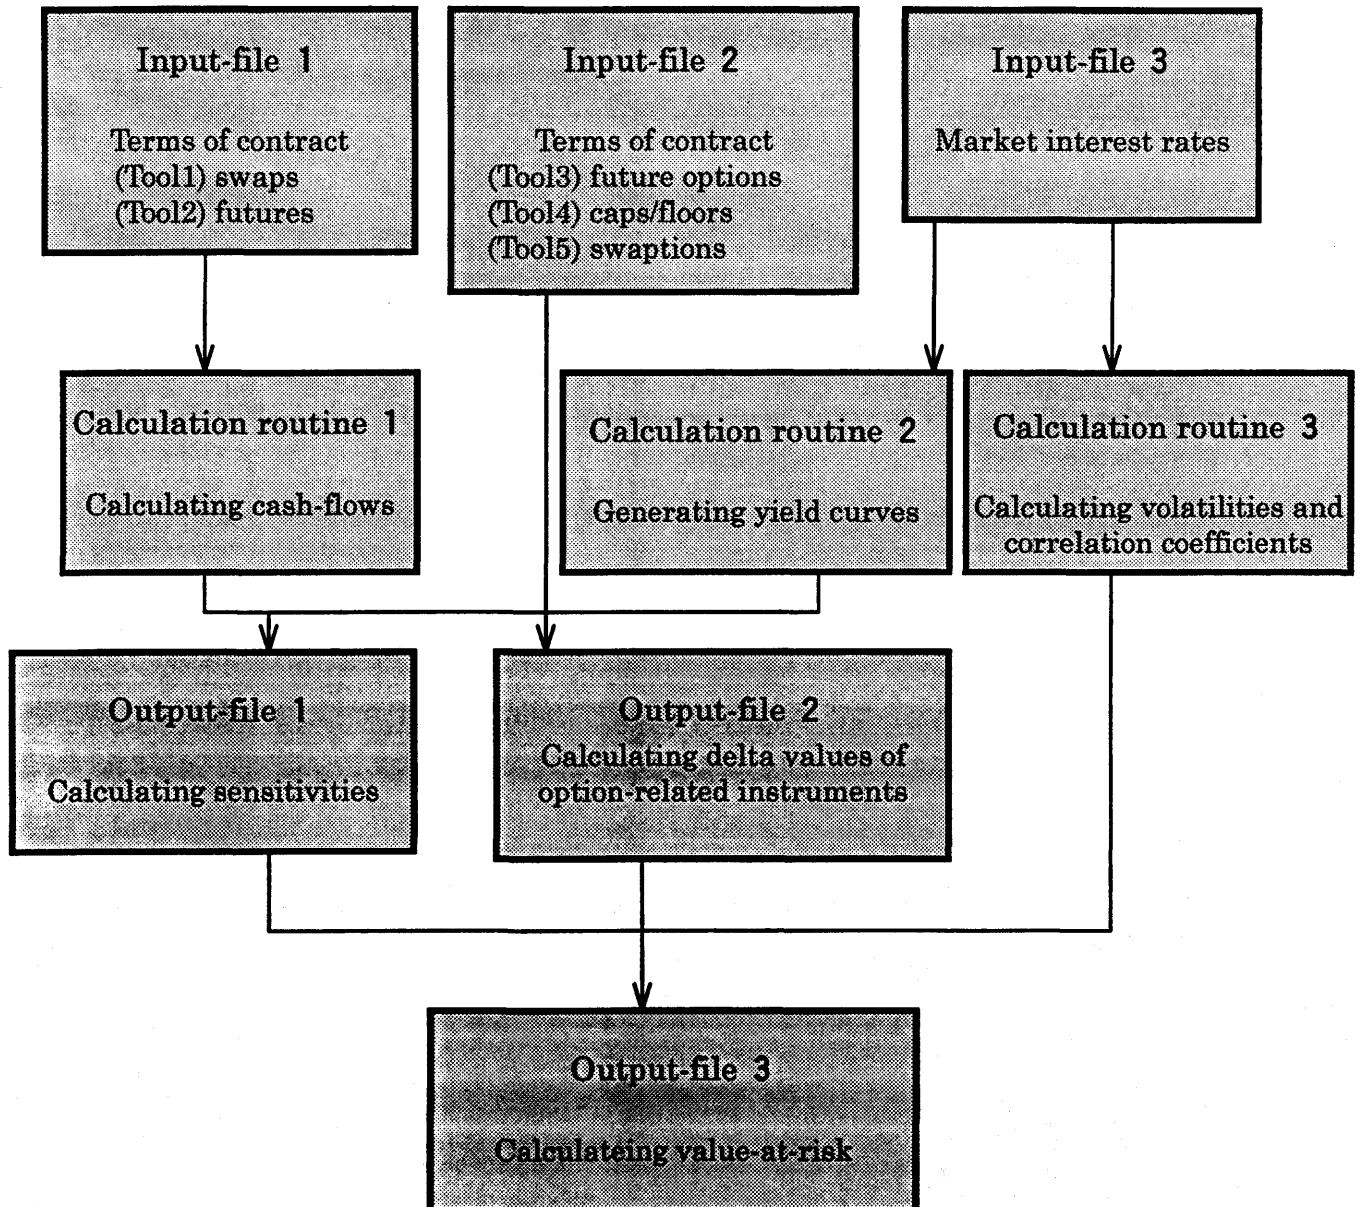 Input-file 1
Terms of contract
(Tool1) swaps
(Tool2) futures
Input-file 2
Terms of contract
(Tool3) future options
(Tool4) caps/floors
(Tool5) swaptions
Input-file 3
Market interest rates
Calculation routine 1
Calculating cash-flows
Calculation routine 2
Generating yield curves
Calculation routine 3
Calculating volatilities and
correlation coefficients
Output-file 1
Calculating sensitivities
Output-file 2
Calculating delta values of
option-related instruments
Output-file 3
Calculateing value-at-risk